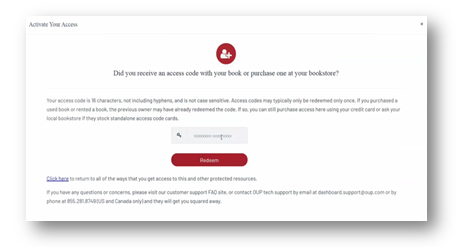 Activate Your Access
×
Did you receive an access code with your book or purchase one at your bookstore?
Your access code is 16 characters, not including hyphens, and is not case sensitive. Access codes may typically only be redeemed only once. If you purchased a
used book or rented a book, the previous owner may have already redeemed the code. If so, you can still purchase access here using your credit card or ask your
local bookstore if they stock standalone access code cards.
Redeem
Click here to return to all of the ways that you get access to this and other protected resources.
If you have any questions or concerns, please visit our customer support FAQ site, or contact OUP tech support by email at dashboard.support@oup.com or by
phone at 855.281.8749 (US and Canada only) and they will get you squared away.